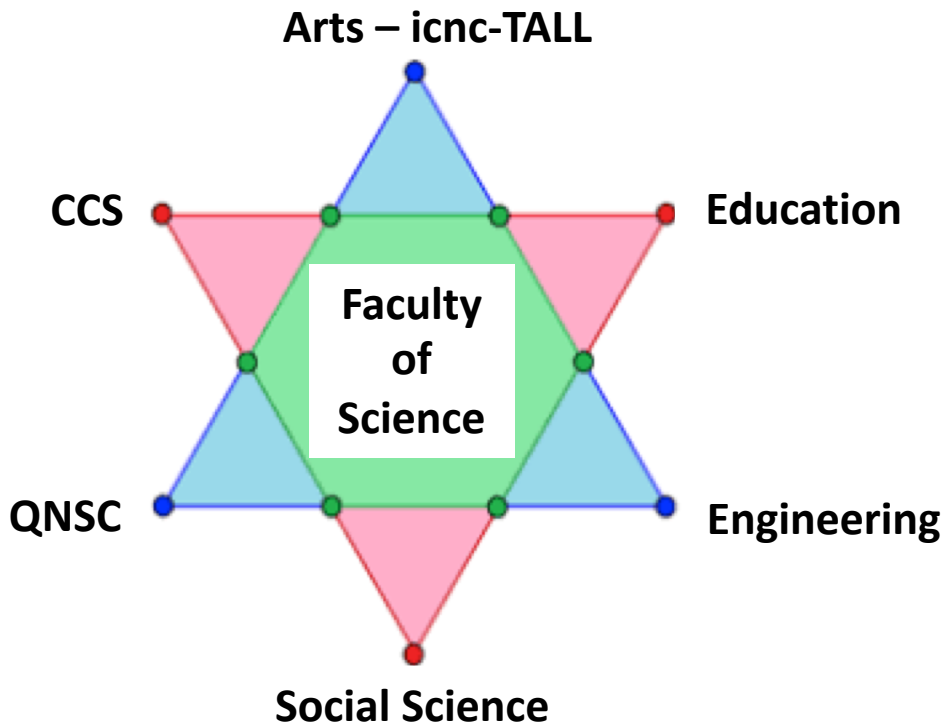 Arts – icnc-TALL
CCS
Education
Faculty
of
Science
QNSC
Engineering
Social Science